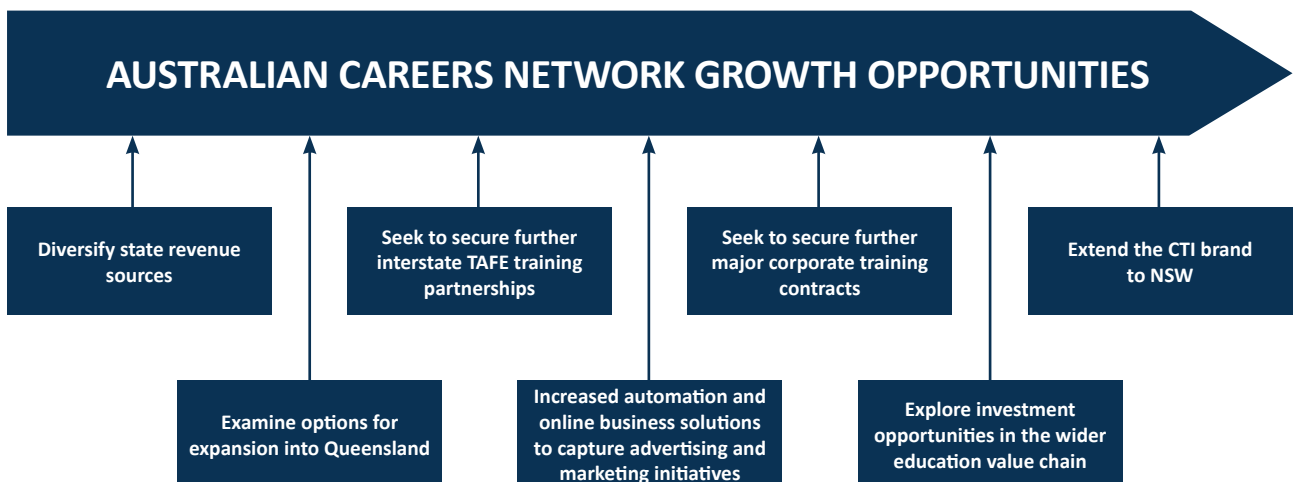 AUSTRALIAN CAREERS NETWORK GROWTH OPPORTUNITIES
Diversify state revenue
sources
Seek to secure further
interstate TAFE training
partnerships
Seek to secure further
major corporate training
contracts
Extend the CTI brand
to NSW
Examine options for
expansion into Queensland
Increased automation and
online business solutions
to capture advertising and
marketing initiatives
Explore investment
opportunities in the wider
education value chain